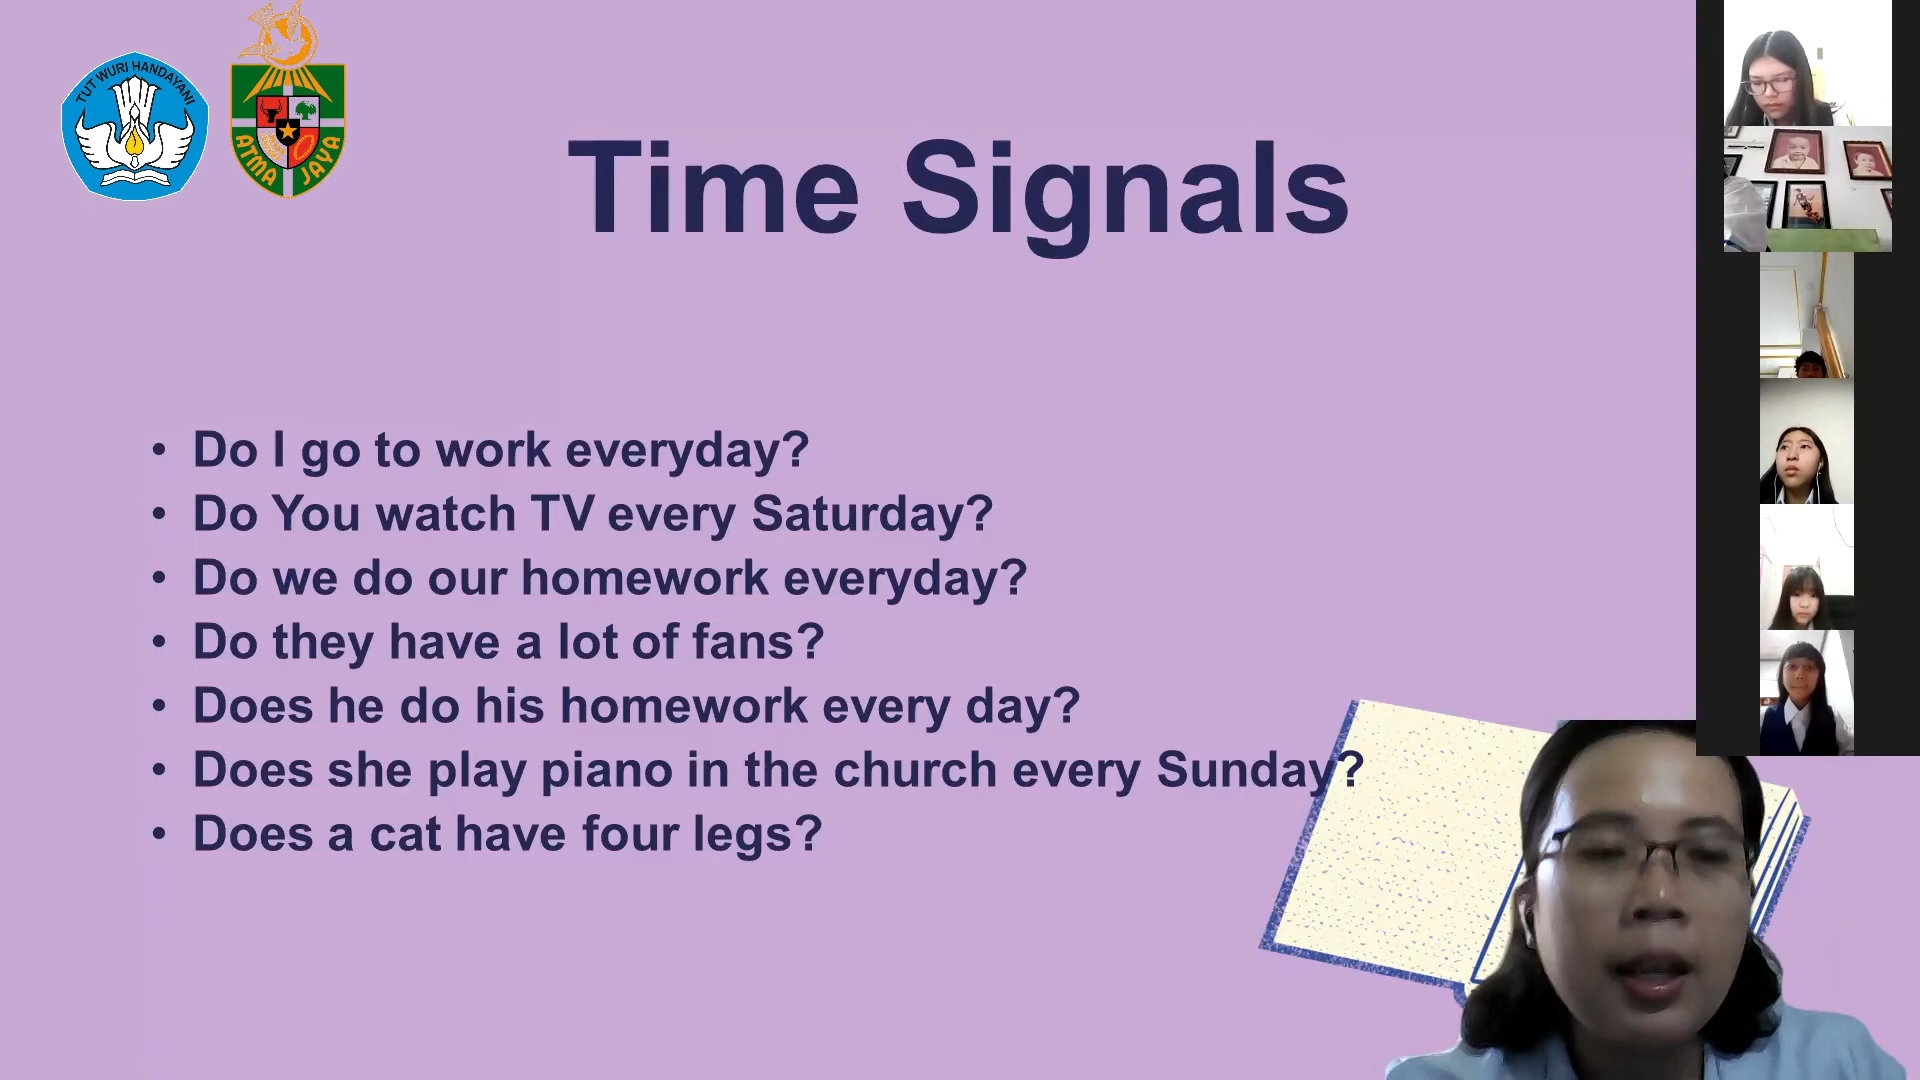 TUT WURI HANDAYANI
ATMA JAYA
Time Signals
• Do I go to work everyday?
• Do You watch TV every Saturday?
• Do we do our homework everyday?
• Do they have a lot of fans?
• Does he do his homework every day?
• Does she play piano in the church every Sunday?
• Does a cat have four legs?